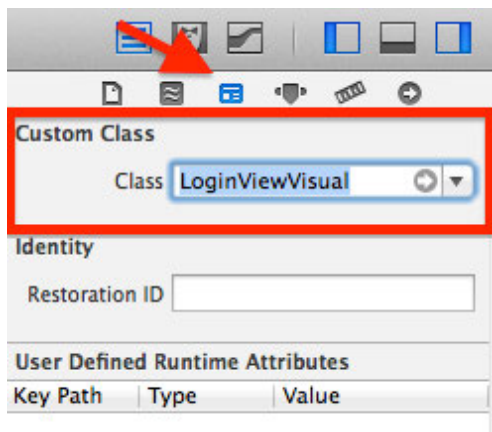 Custom Class
Class LoginViewVisual
Identity
Restoration ID
User Defined Runtime Attributes
Key Path Type Value